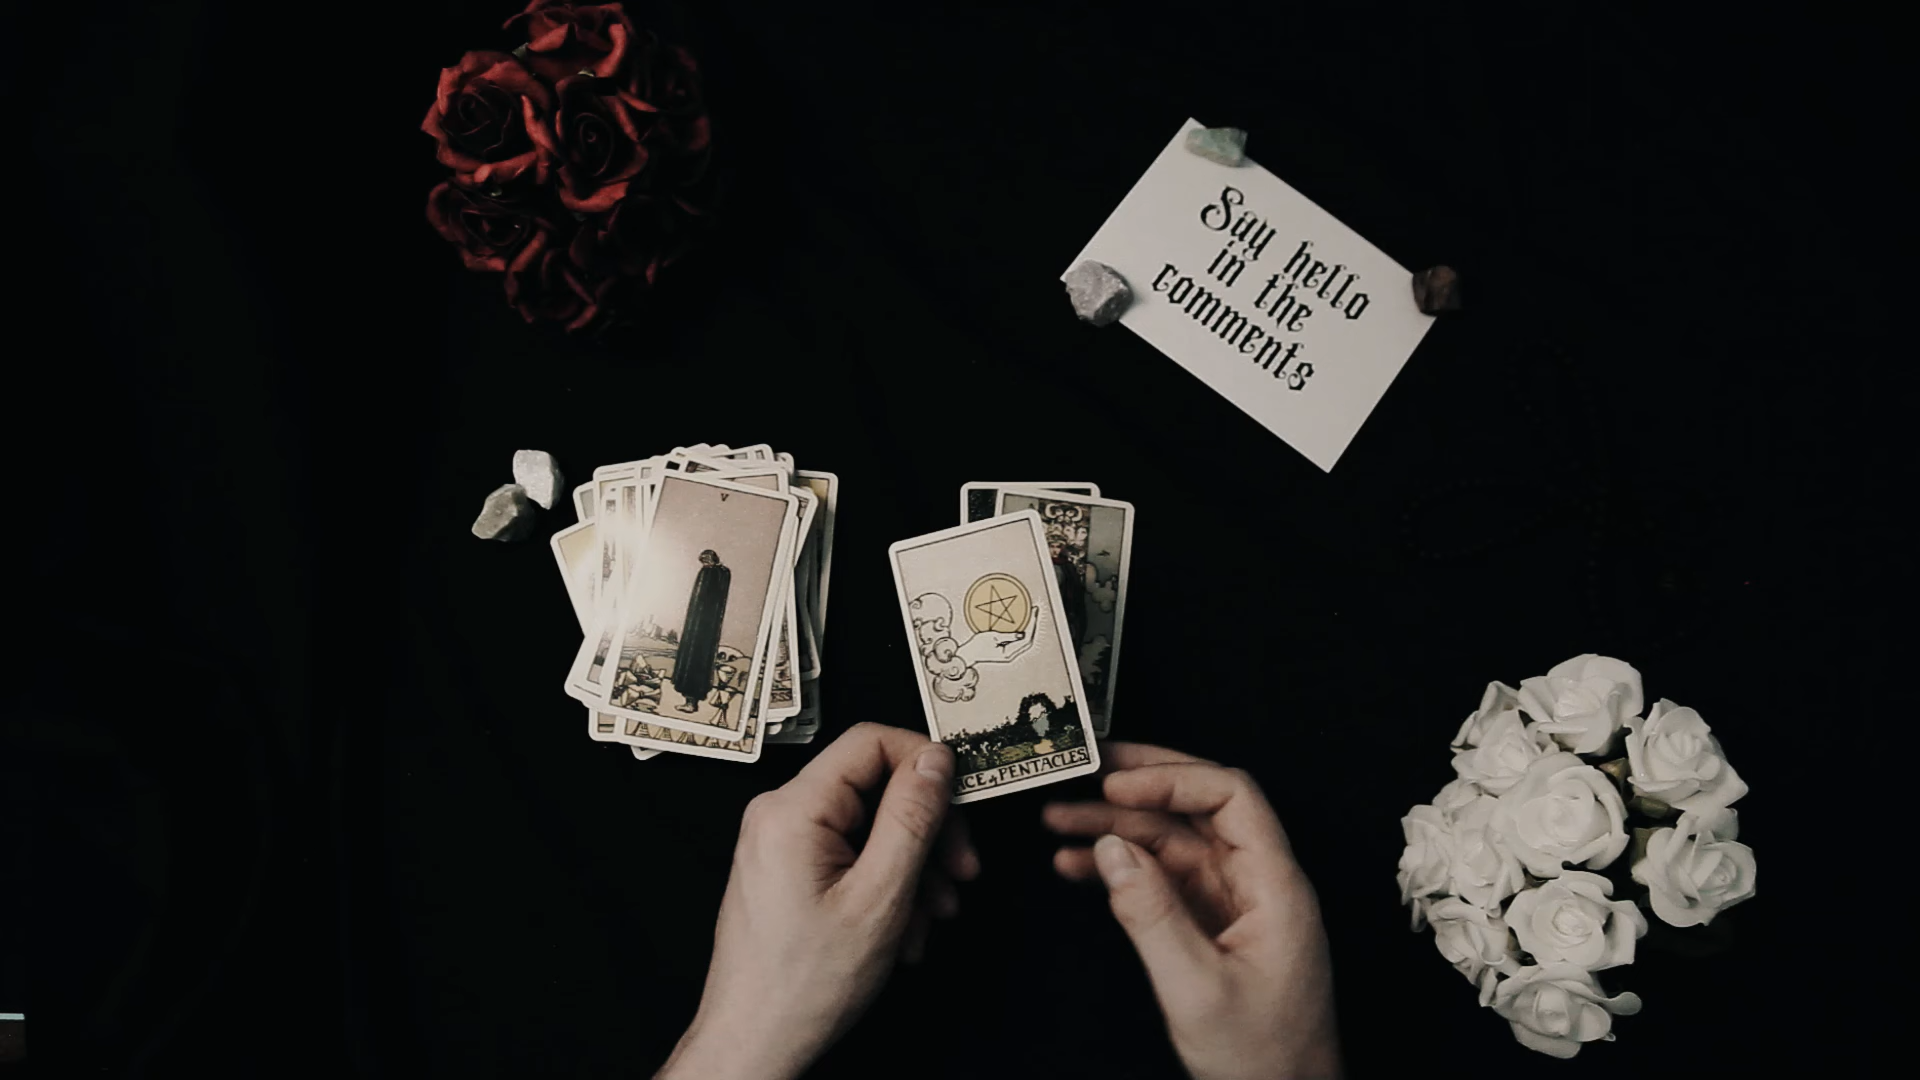 Say hello
in the
comments
V
ACE of PENTACLES